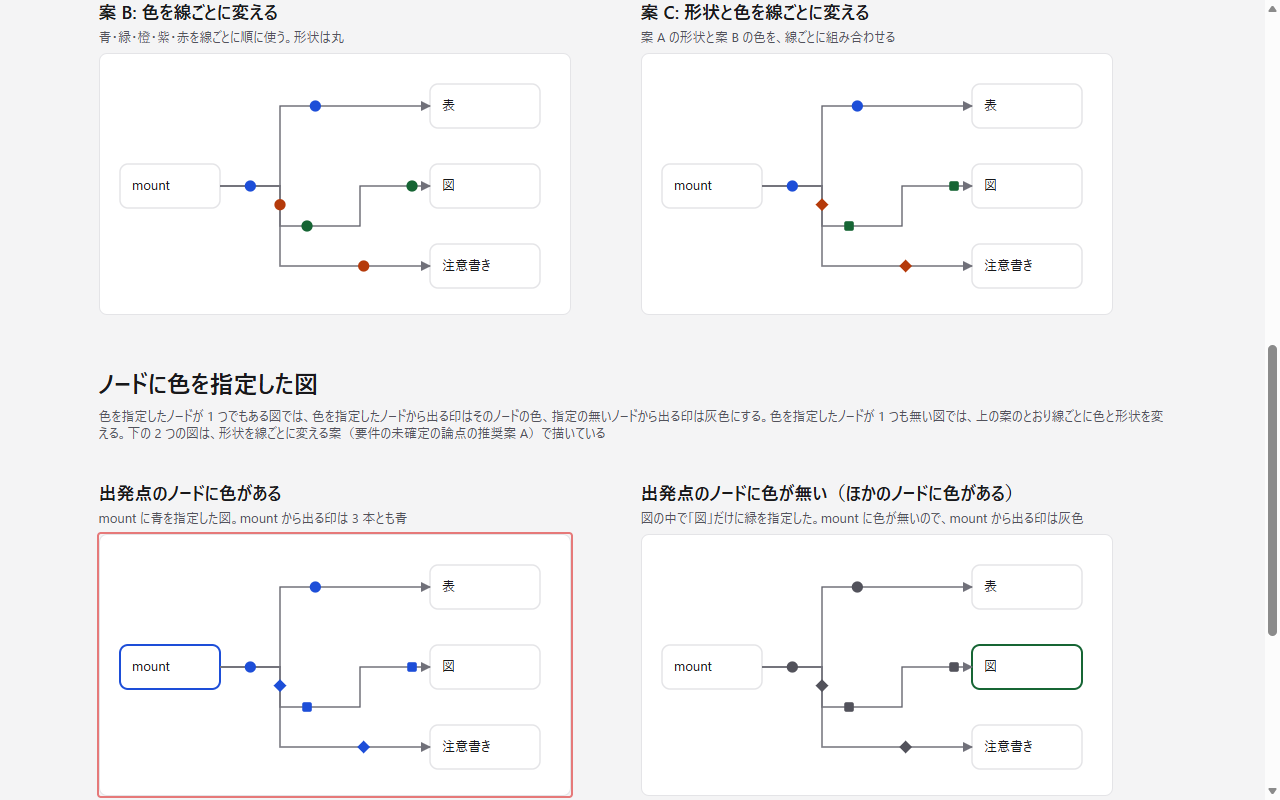 案 B: 色を線ごとに変える
青・緑・橙・紫・赤を線ごとに順に使う。形状は丸
mount
表
図
注意書き
案 C: 形状と色を線ごとに変える
案 A の形状と案 B の色を、線ごとに組み合わせる
mount
表
図
注意書き
ノードに色を指定した図
色を指定したノードが 1 つでもある図では、色を指定したノードから出る印はそのノードの色、指定の無いノードから出る印は灰色にする。色を指定したノードが 1 つも無い図では、上の案のとおり線ごとに色と形状を変
える。下の 2 つの図は、形状を線ごとに変える案（要件の未確定の論点の推奨案 A）で描いている
出発点のノードに色がある
mount に青を指定した図。mount から出る印は 3 本とも青
mount
表
図
注意書き
出発点のノードに色が無い（ほかのノードに色がある）
図の中で「図」だけに緑を指定した。mount に色が無いので、mount から出る印は灰色
mount
表
図
注意書き